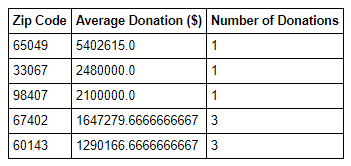 Zip Code Average Donation ($) Number of Donations
65049 5402615.0 1
33067 2480000.0 1
98407 2100000.0 1
67402 1647279.6666666667 3
60143 1290166.6666666667 3